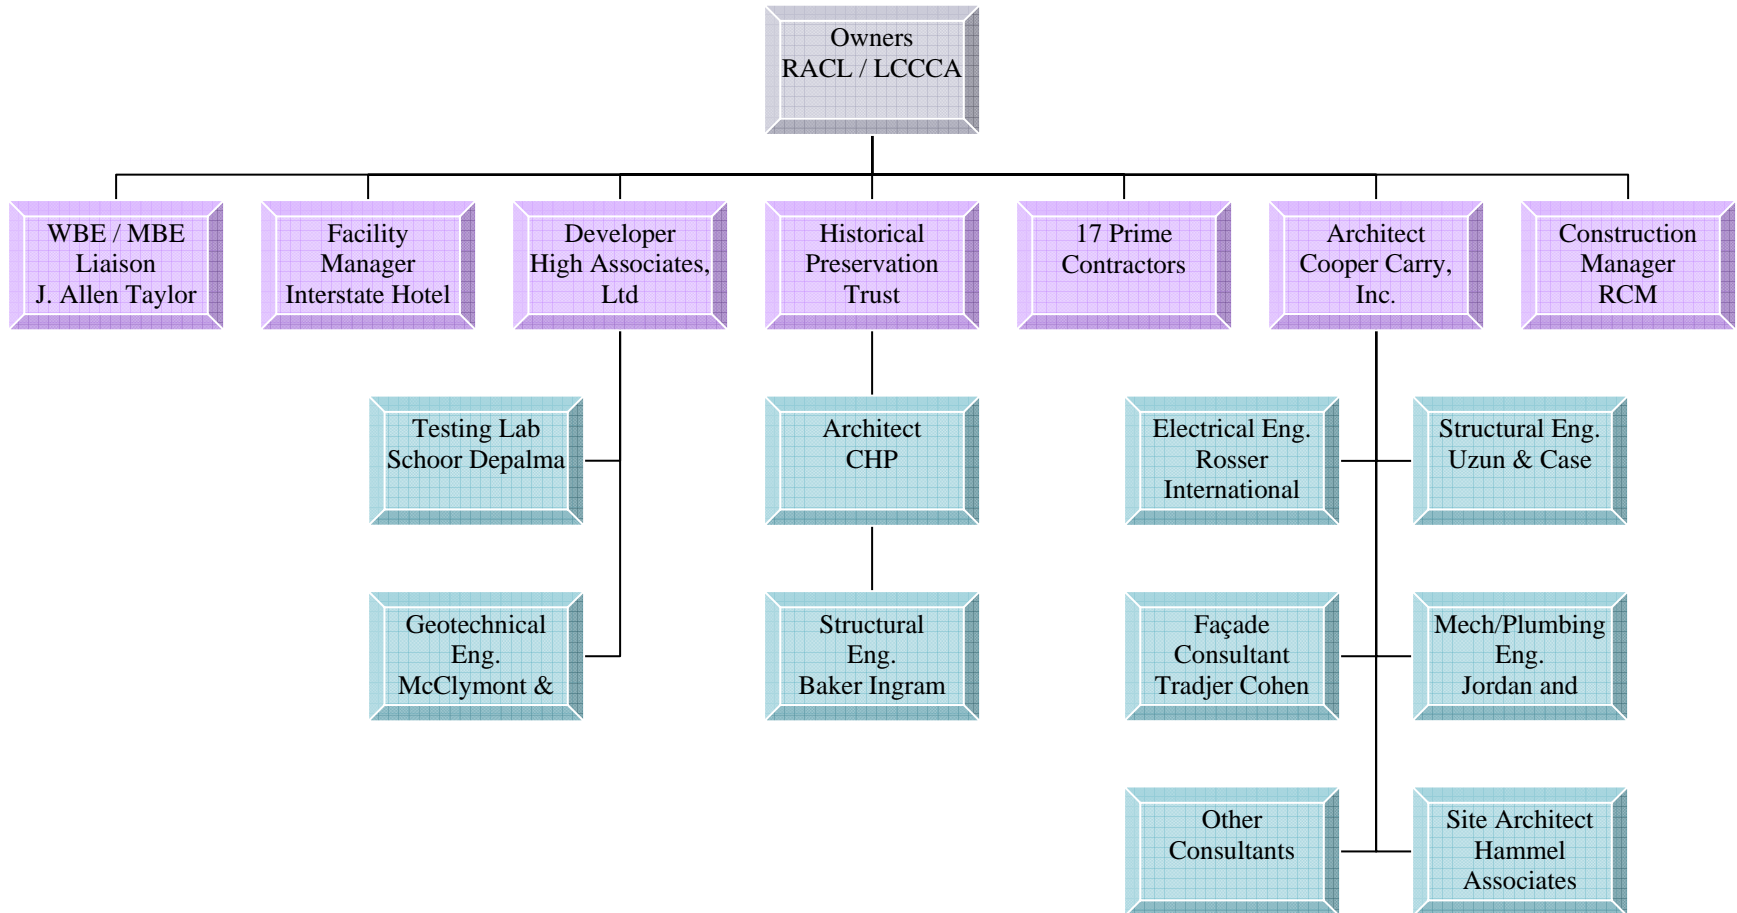 Owners
RACL / LCCCA
WBE / MBE
Liaison
J. Allen Taylor
Facility
Manager
Interstate Hotel
Developer
High Associates,
Ltd
Historical
Preservation
Trust
17 Prime
Contractors
Architect
Cooper Carry,
Inc.
Construction
Manager
RCM
Testing Lab
Schoor Depalma
Architect
CHP
Electrical Eng.
Rosser
International
Structural Eng.
Uzun & Case
Geotechnical
Eng.
McClymont &
Structural
Eng.
Baker Ingram
Façade
Consultant
Tradjer Cohen
Mech/Plumbing
Eng.
Jordan and
Other
Consultants
Site Architect
Hammel
Associates